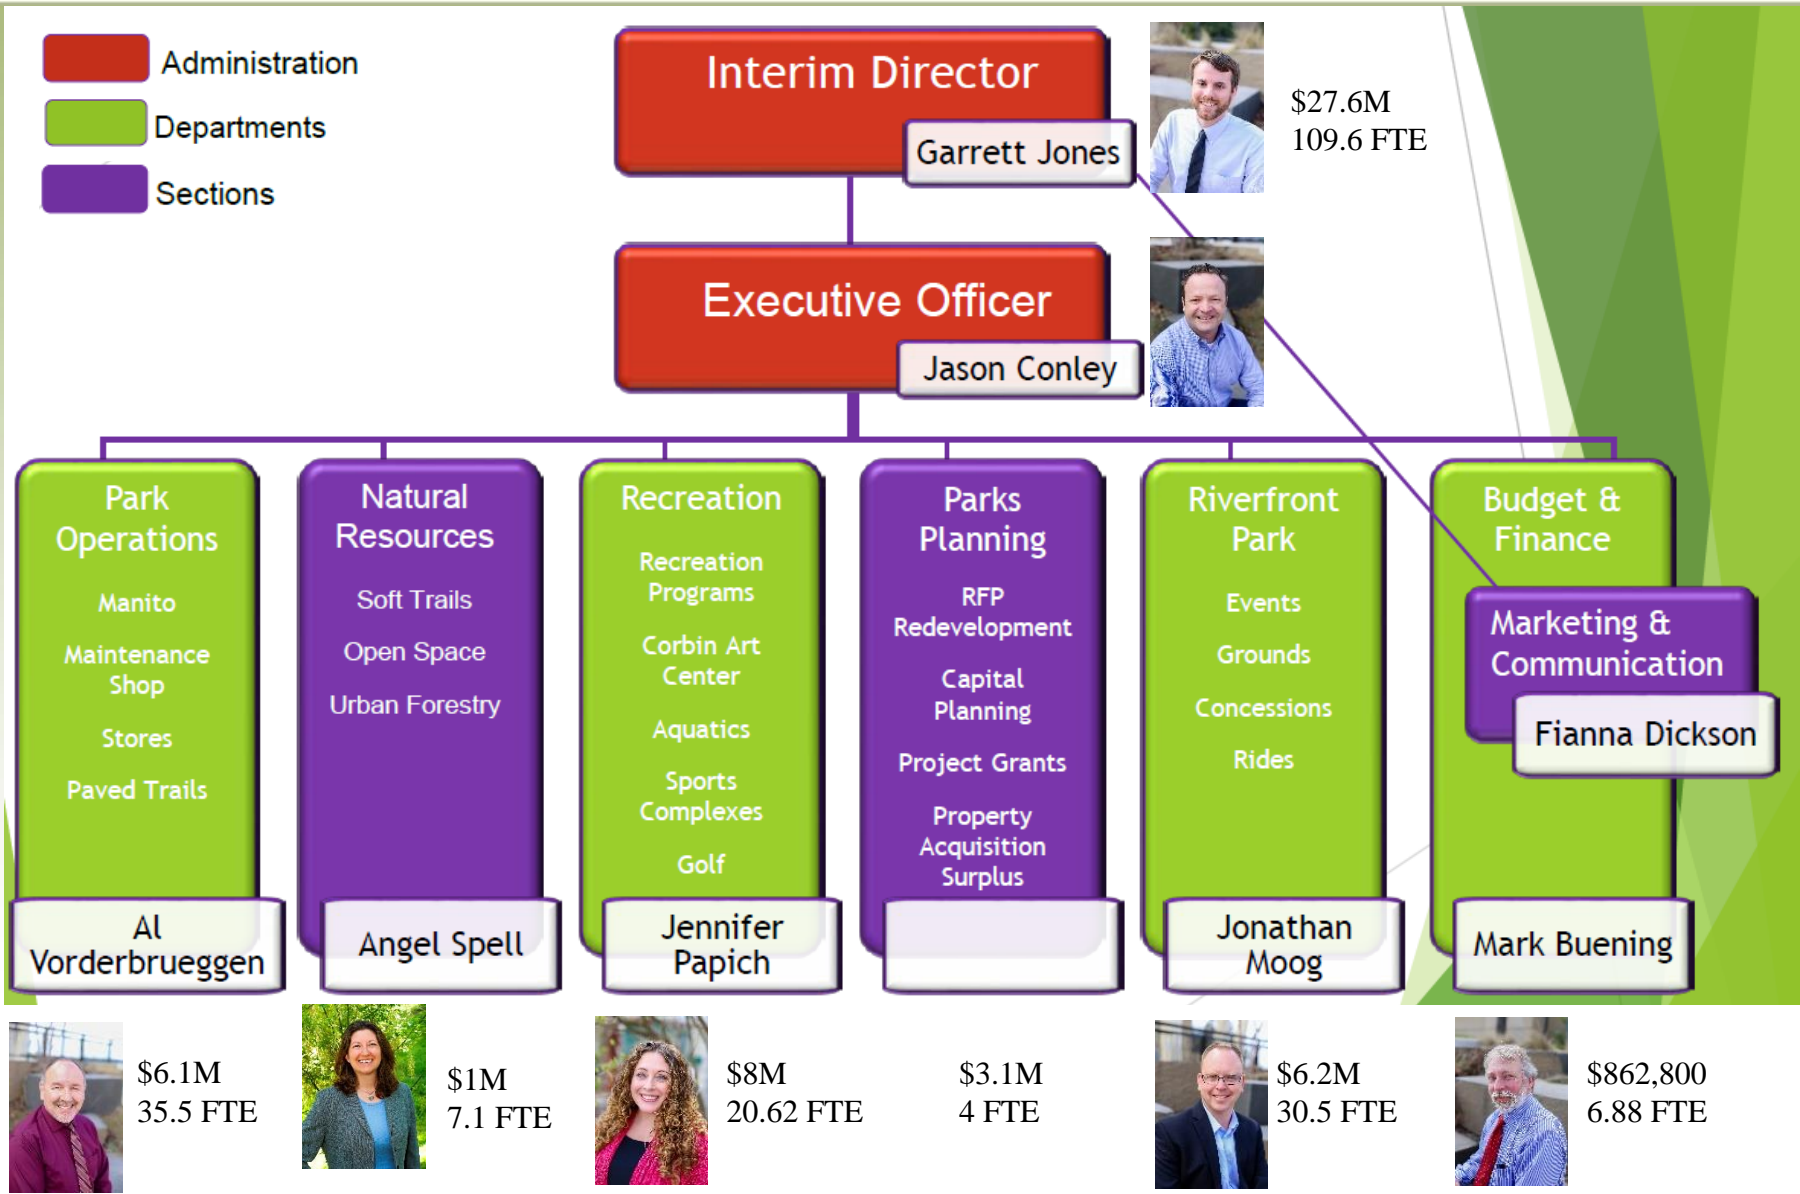 Administration
Departments
Sections
Interim Director
Garrett Jones
$27.6M
109.6 FTE
Executive Officer
Jason Conley
Park
Operations
Manito
Maintenance
Shop
Stores
Paved Trails
Al
Vorderbrueggen
Natural
Resources
Soft Trails
Open Space
Urban Forestry
Angel Spell
Recreation
Recreation
Programs
Corbin Art
Center
Aquatics
Sports
Complexes
Golf
Jennifer
Papich
Parks
Planning
RFP
Redevelopment
Capital
Planning
Project Grants
Property
Acquisition
Surplus
Riverfront
Park
Events
Grounds
Concessions
Rides
Jonathan
Moog
Budget &
Finance
Marketing &
Communication
Fianna Dickson
Mark Buening
$6.1M
35.5 FTE
$1M
7.1 FTE
$8M
20.62 FTE
$3.1M
4 FTE
$6.2M
30.5 FTE
$862,800
6.88 FTE